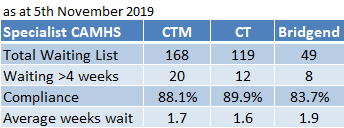 as at 5th November 2019
Specialist CAMHS CTM CT Bridgend
Total Waiting List 168 119 49
Waiting >4 weeks 20 12 8
Compliance 88.1% 89.9% 83.7%
Average weeks wait 1.7 1.6 1.9